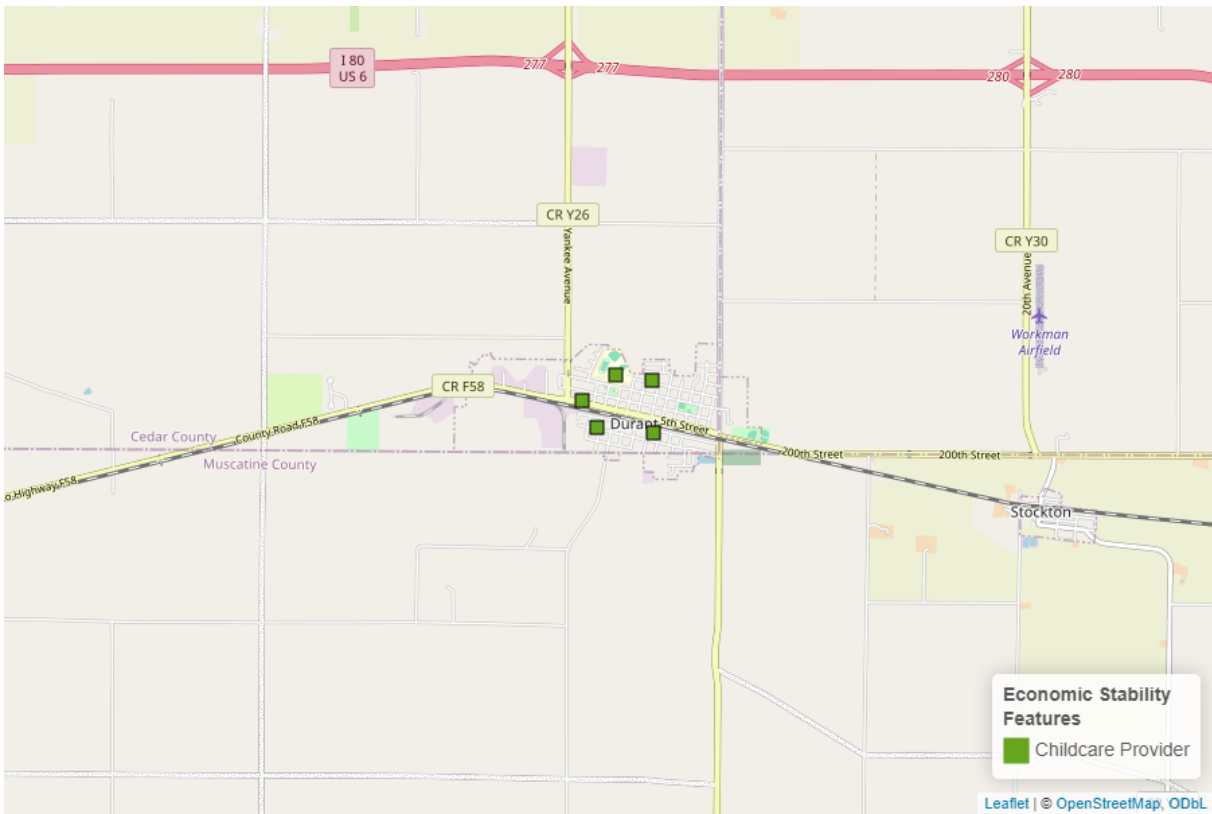 I 80
US 6
277
277
280
280
CR Y26
Yankee Avenue
CR Y30
20th Avenue
Workman
Airfield
CR F58
County Road F58
Cedar County
Muscatine County
Durant
5th Street
200th Street
200th Street
Highway F58
Stockton
Economic Stability
Features
Childcare Provider
Leaflet | © OpenStreetMap, ODbL